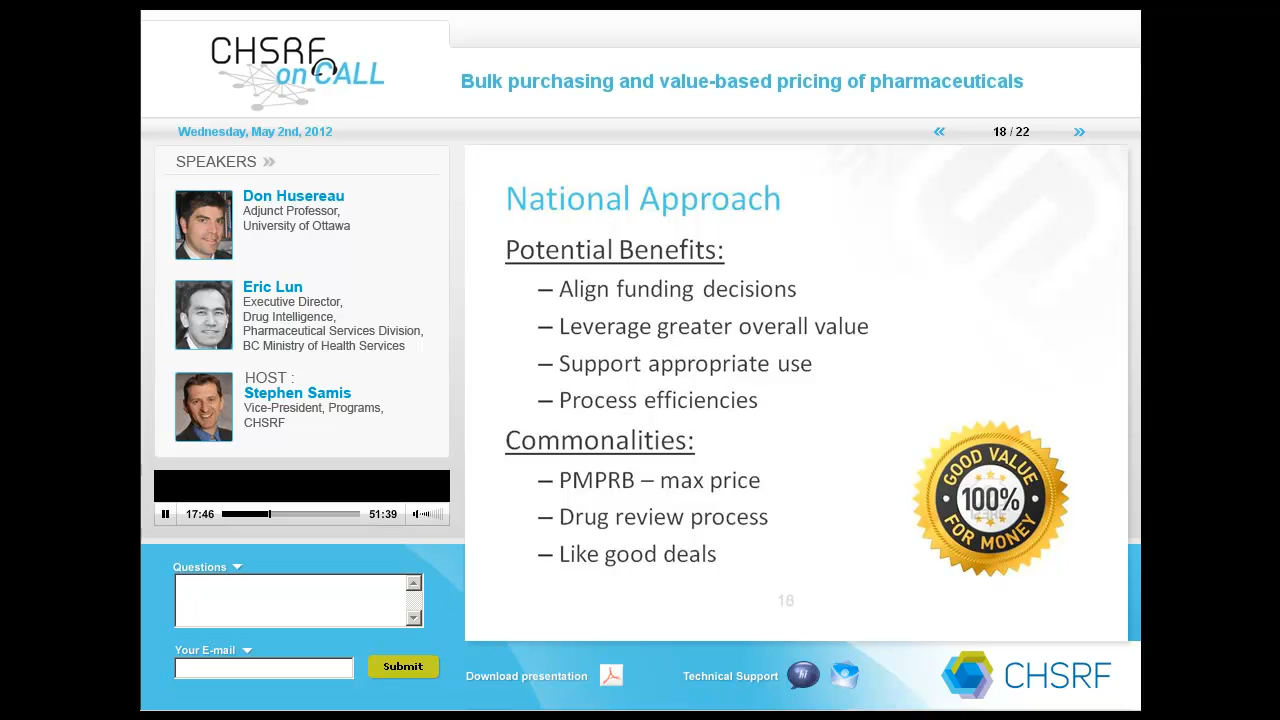 CHSRF
on CALL
Bulk purchasing and value-based pricing of pharmaceuticals
Wednesday, May 2nd, 2012
18 / 22
SPEAKERS
Don Husereau
Adjunct Professor,
University of Ottawa
Eric Lun
Executive Director,
Drug Intelligence,
Pharmaceutical Services Division,
BC Ministry of Health Services
HOST :
Stephen Samis
Vice-President, Programs,
CHSRF
17:46
51:39
Questions
Your E-mail
Submit
National Approach
Potential Benefits:
– Align funding decisions
– Leverage greater overall value
– Support appropriate use
– Process efficiencies
Commonalities:
– PMPRB – max price
– Drug review process
– Like good deals
GOOD VALUE
100%
FOR MONEY
18
Download presentation
Technical Support
hi
CHSRF